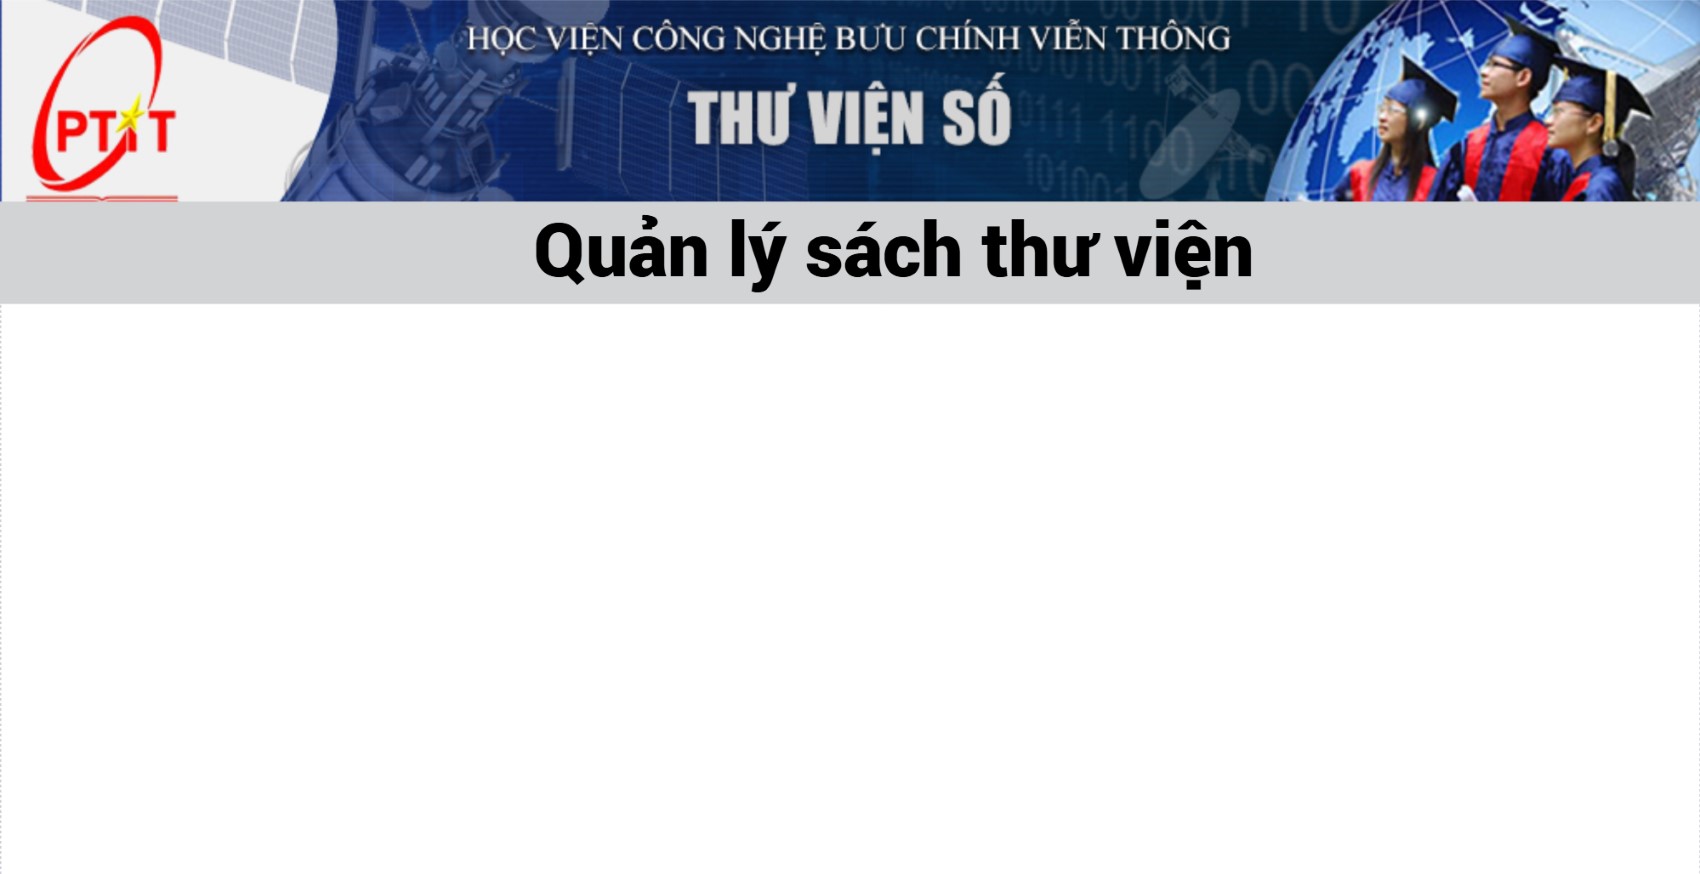 PTiT
HỌC VIỆN CÔNG NGHỆ BƯU CHÍNH VIỄN THÔNG
THƯ VIỆN SỐ
Quản lý sách thư viện